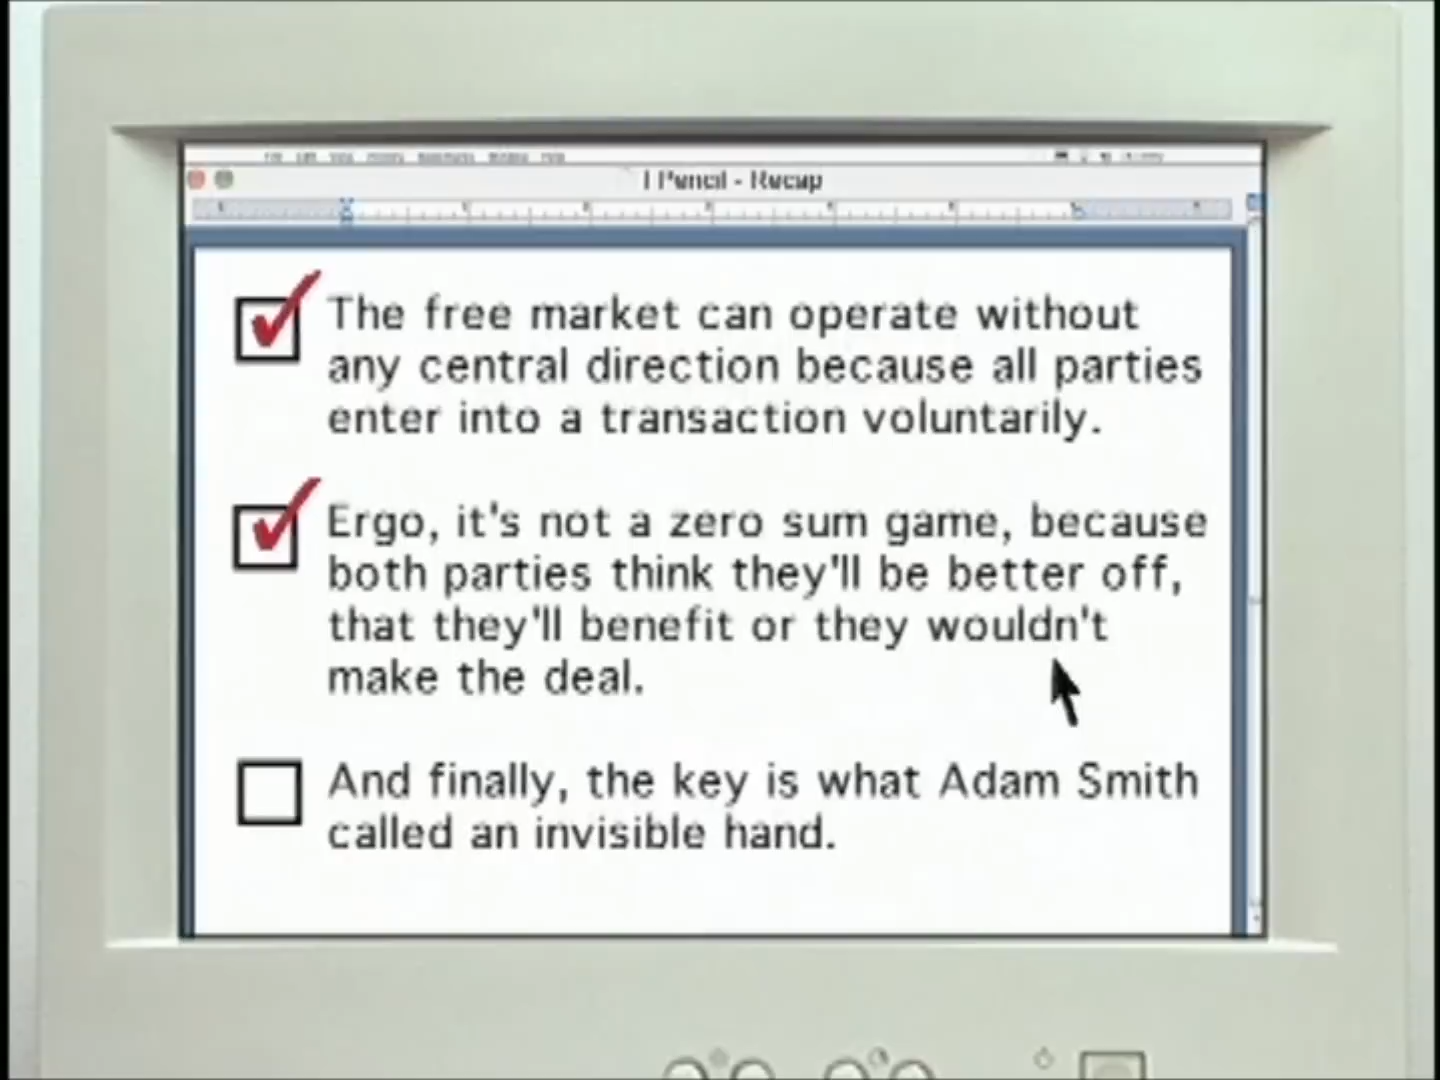 I Pencil - Recap
The free market can operate without
any central direction because all parties
enter into a transaction voluntarily.
Ergo, it's not a zero sum game, because
both parties think they'll be better off,
that they'll benefit or they wouldn't
make the deal.
And finally, the key is what Adam Smith
called an invisible hand.